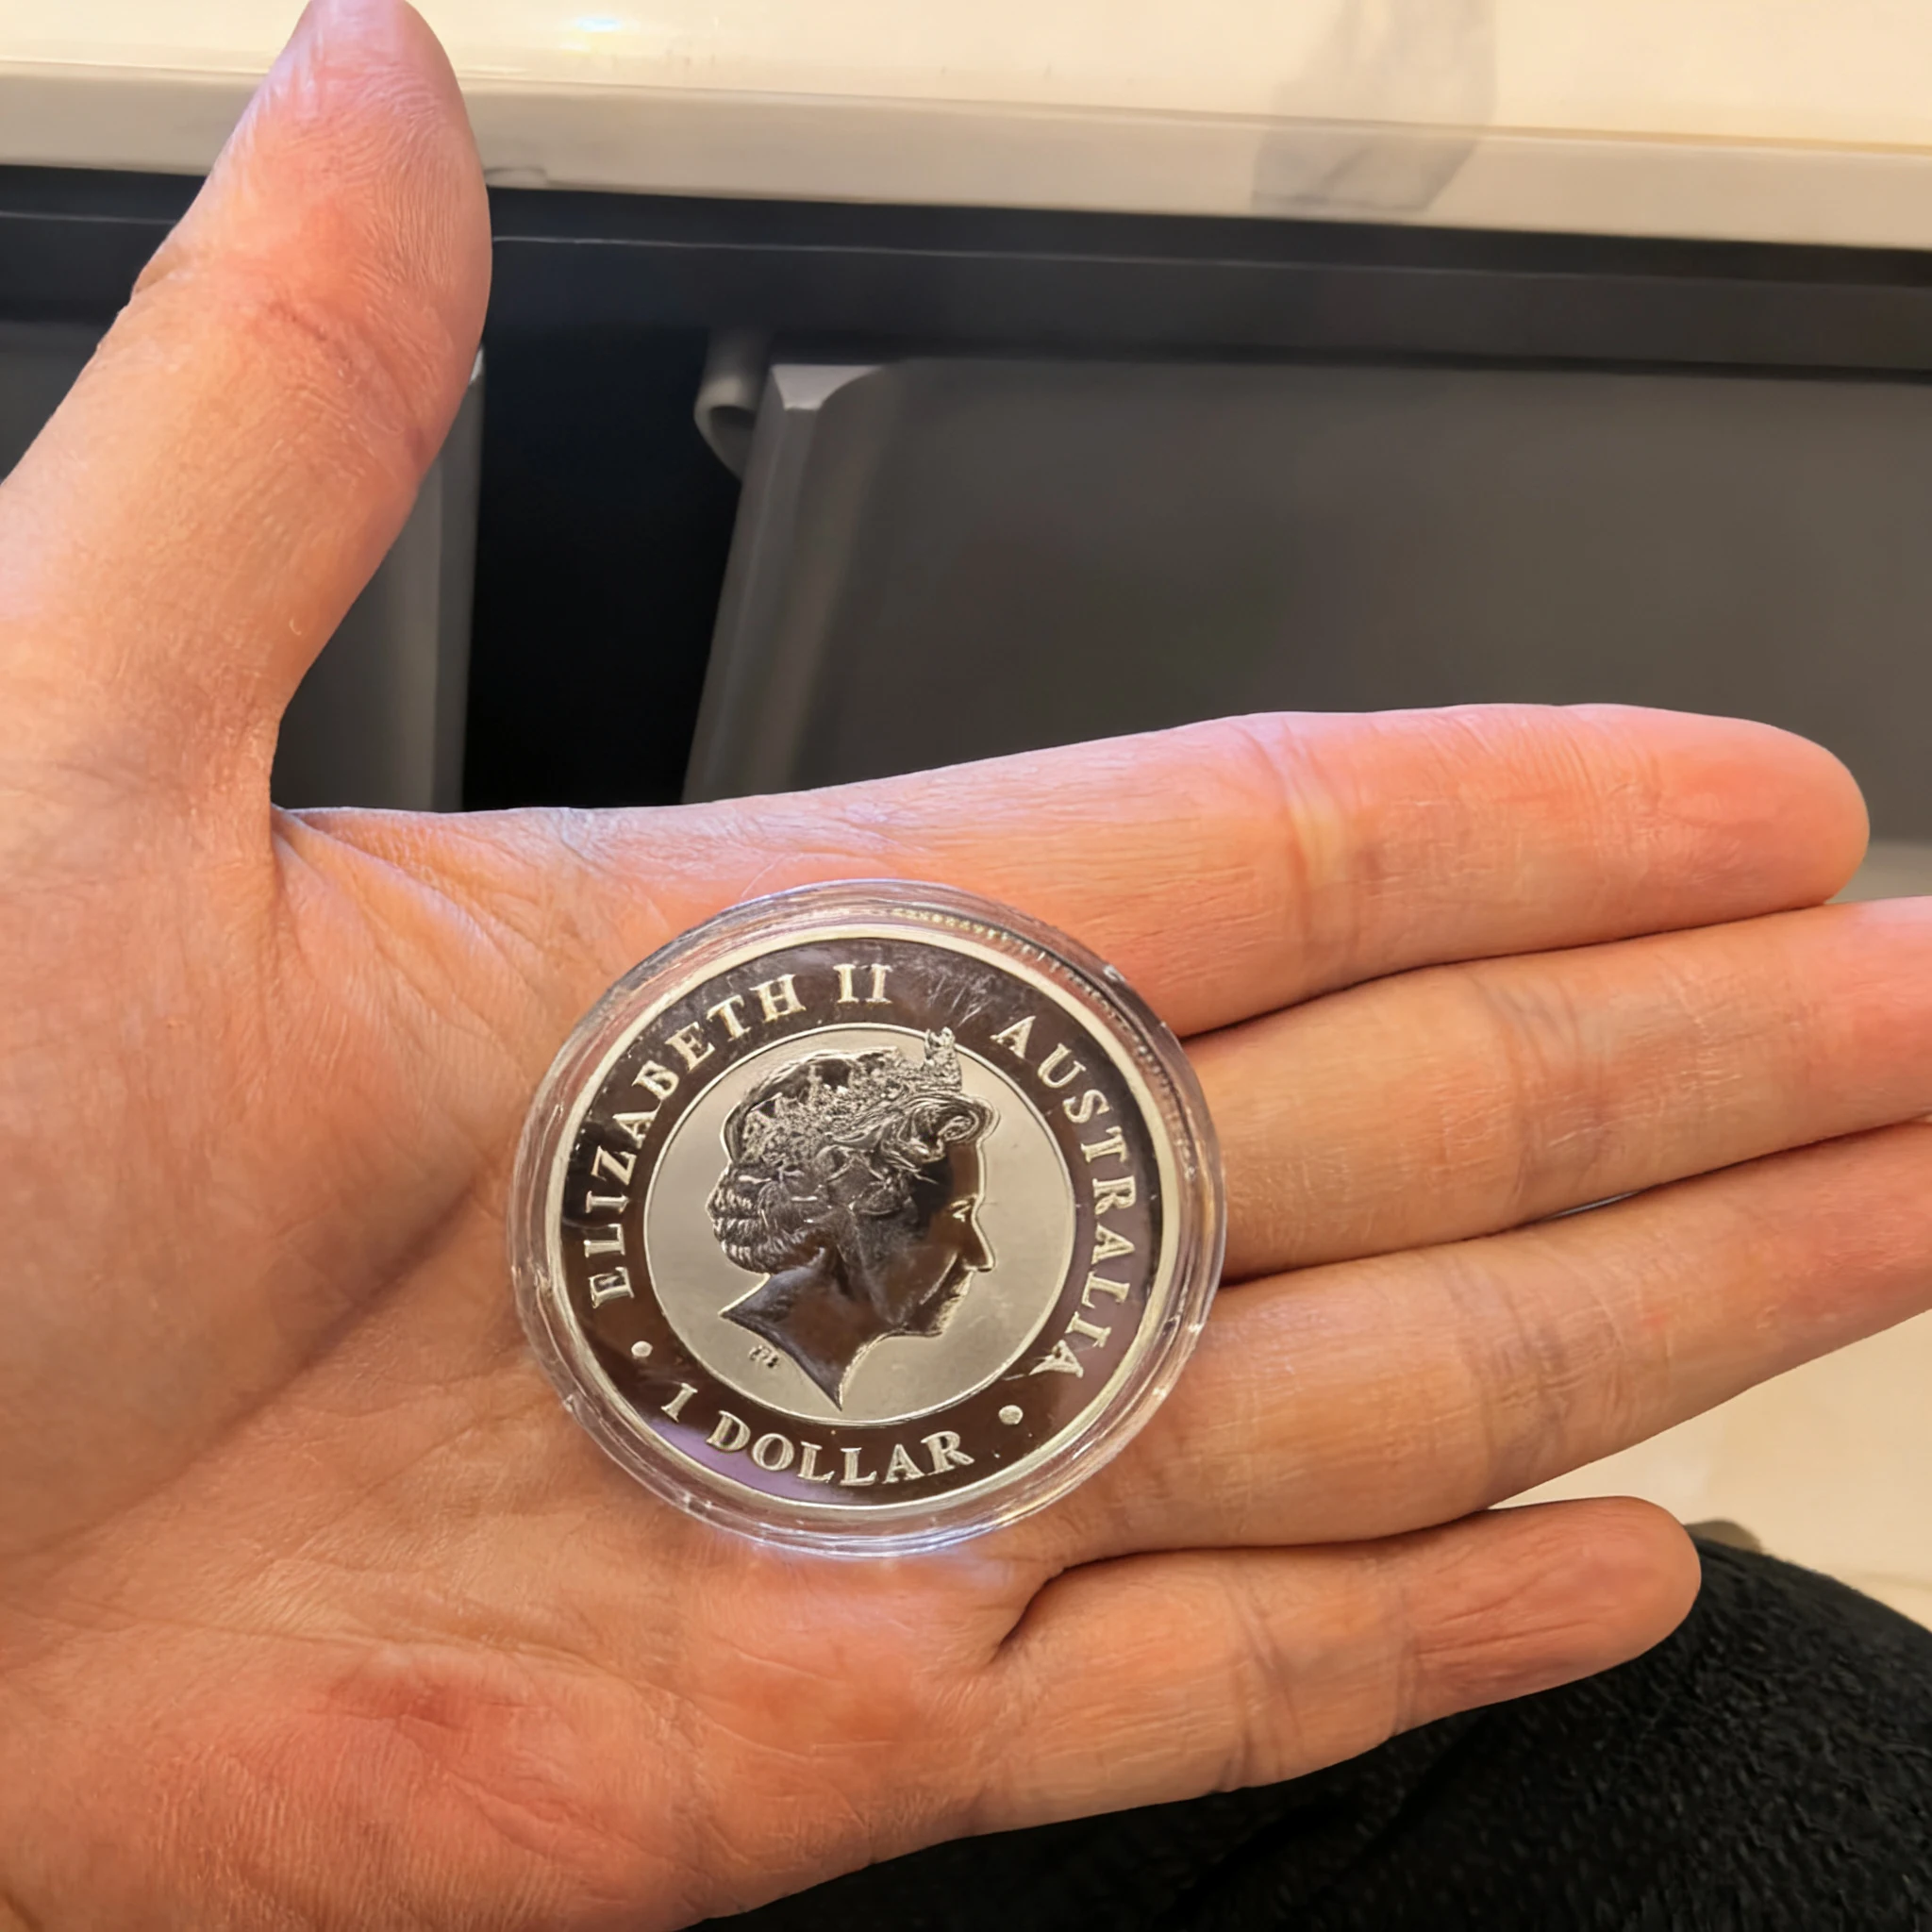 ELIZABETH II AUSTRALIA
1 DOLLAR